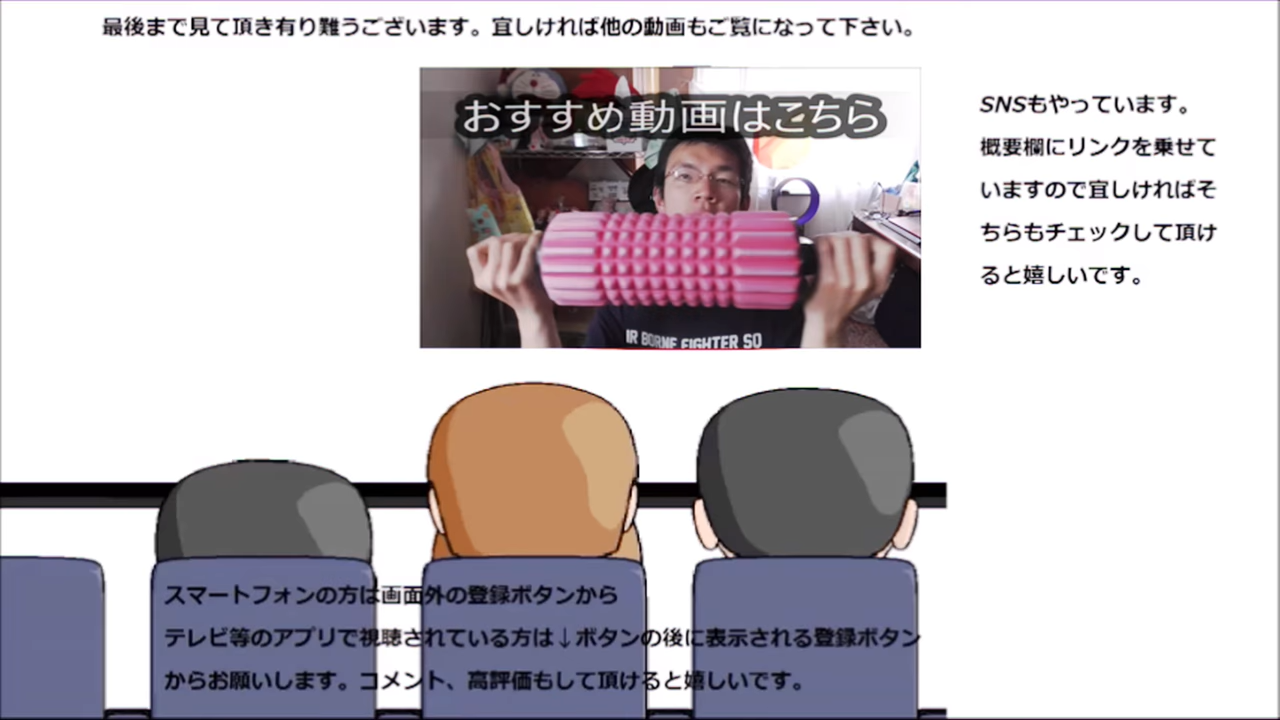 最後まで見て頂き有り難うございます。宜しければ他の動画もご覧になって下さい。
おすすめ動画はこちら
IR BORNE FIGHTER SQ
SNSもやっています。
概要欄にリンクを乗せて
いますので宜しければそ
ちらもチェックして頂け
ると嬉しいです。
スマートフォンの方は画面外の登録ボタンから
テレビ等のアプリで視聴されている方は↓ボタンの後に表示される登録ボタン
からお願いします。コメント、高評価もして頂けると嬉しいです。